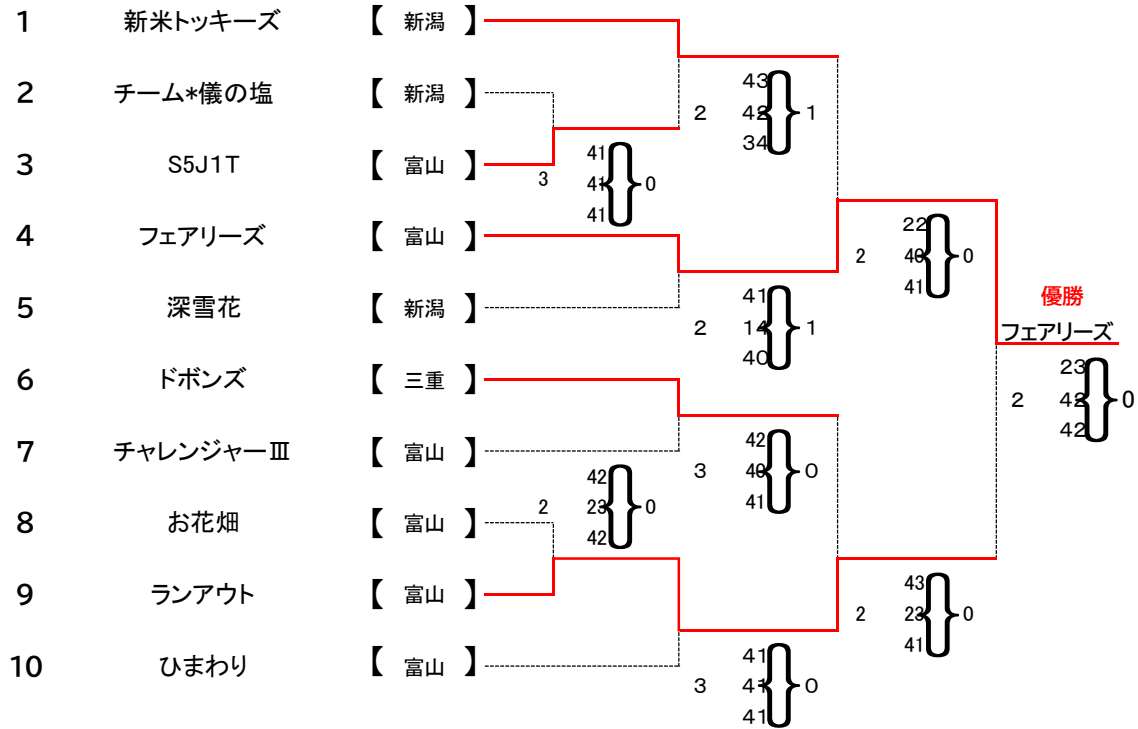 1 新米トッキーズ 【 新潟 】
2 チーム*儀の塩 【 新潟 】
3 S5J1T 【 富山 】
4 フェアリーズ 【 富山 】
5 深雪花 【 新潟 】
6 ドボンズ 【 三重 】
7 チャレンジャーⅢ 【 富山 】
8 お花畑 【 富山 】
9 ランアウト 【 富山 】
10 ひまわり 【 富山 】
41
3 41 0
41
42
2 23 0
42
43
2 42 1
34
41
2 14 1
40
42
3 40 0
41
41
3 41 0
41
22
2 40 0
41
43
2 23 0
41
優勝
フェアリーズ
23
2 42 0
42